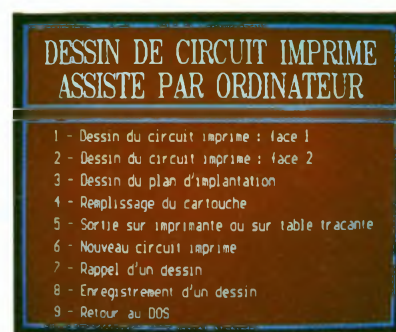 DESSIN DE CIRCUIT IMPRIME
ASSISTE PAR ORDINATEUR
1 - Dessin du circuit imprime : face 1
2 - Dessin du circuit imprime : face 2
3 - Dessin du plan d'implantation
4 - Remplissage du cartouche
5 - Sortie sur imprimante ou sur table tracante
6 - Nouveau circuit imprime
7 - Rappel d'un dessin
8 - Enregistrement d'un dessin
9 - Retour au DOS